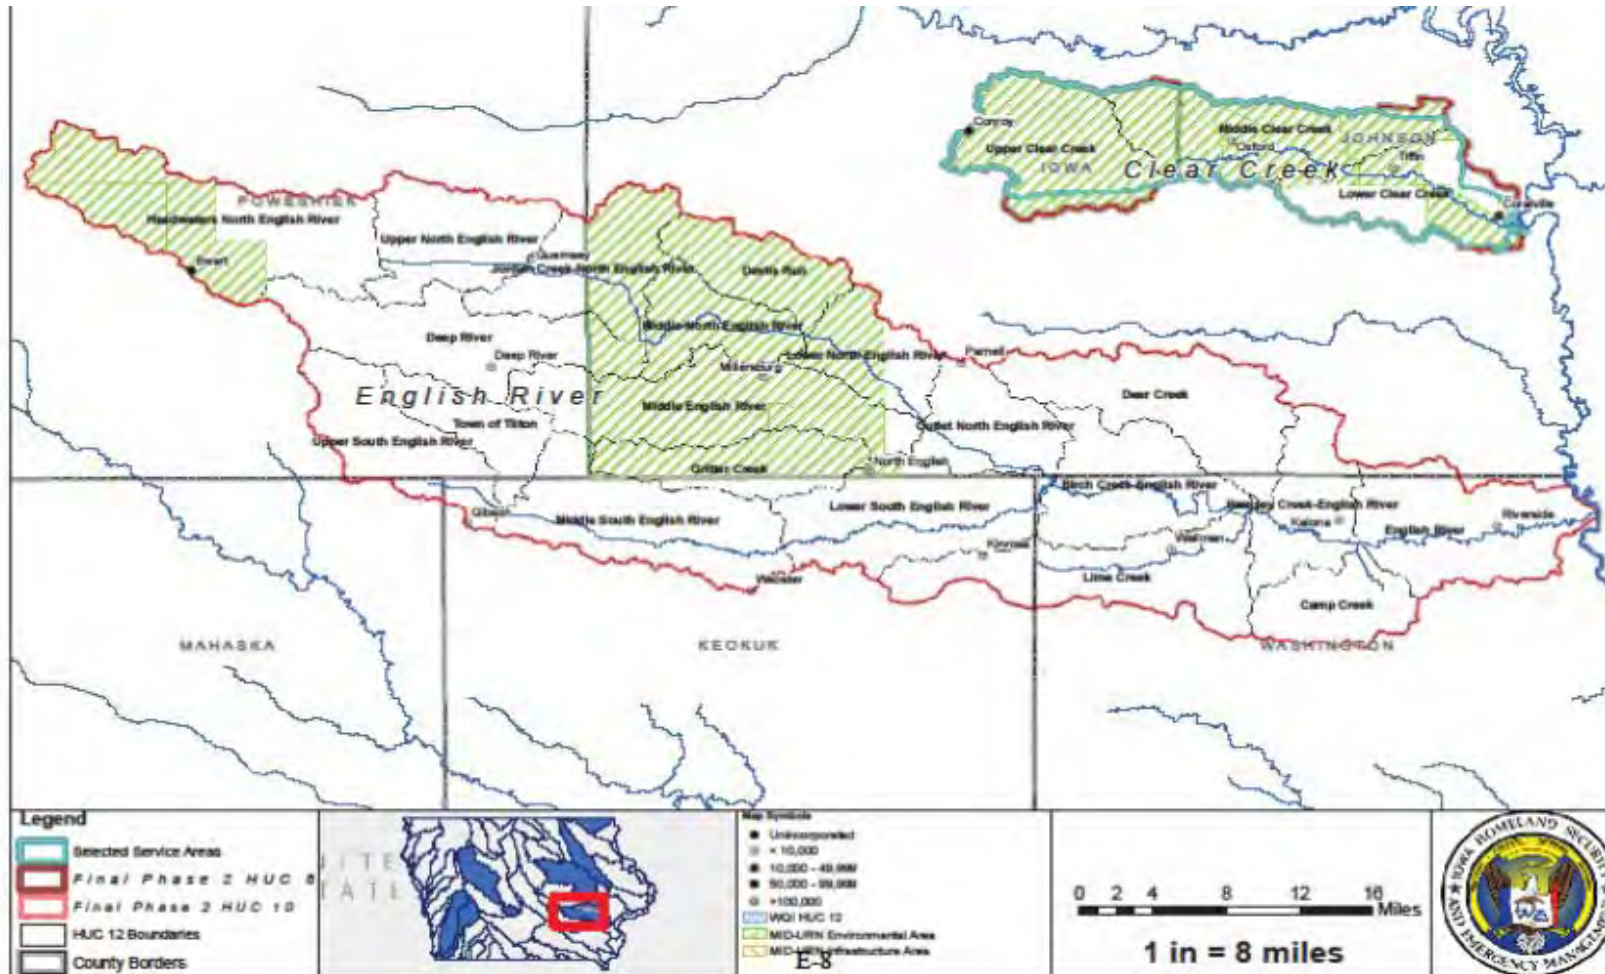 Conroy
Middle Clear Creek
JOHNSON
Oxford
Upper Clear Creek
Tiffin
IOWA
Clear Creek
Lower Clear Creek
Coralville
POWESHIEK
Headwaters North English River
Upper North English River
Guernsey
Ewart
Jordan Creek-North English River
Devils Run
Middle North English River
Deep River
Deep River
Lower North English River
Parnell
Millersburg
Deer Creek
English River
Middle English River
Town of Tilton
Outlet North English River
Upper South English River
Gritter Creek
North English
Birch Creek-English River
Gibson
Middle South English River
Lower South English River
English River
Riverside
Kalona
Wellman
Kinross
Webster
Lime Creek
Camp Creek
MAHASKA
KEOKUK
WASHINGTON
Legend
Selected Service Areas
Final Phase 2 HUC 8
Final Phase 2 HUC 10
HUC 12 Boundaries
County Borders
Map Symbols
Unincorporated
< 10,000
10,000 - 49,999
50,000 - 99,999
>100,000
WQI HUC 12
MID-URN Environmental Area
MID-URN Infrastructure Area
E-8
0 2 4 8 12 16
Miles
1 in = 8 miles
IOWA HOMELAND SECURITY
AND EMERGENCY MANAGEMENT